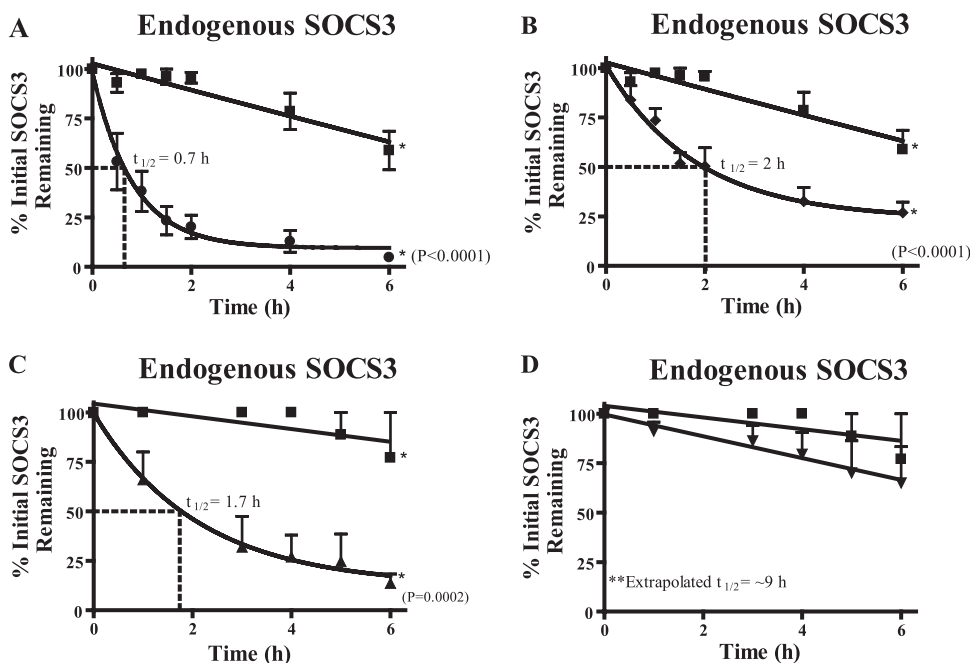 A
Endogenous SOCS3
% Initial SOCS3
Remaining
100
75
50
25
0
t1/2 = 0.7 h
*
* (P<0.0001)
0
2
4
6
Time (h)
B
Endogenous SOCS3
% Initial SOCS3
Remaining
100
75
50
25
0
t1/2 = 2 h
*
*
(P<0.0001)
0
2
4
6
Time (h)
C
Endogenous SOCS3
% Initial SOCS3
Remaining
100
75
50
25
0
t1/2 = 1.7 h
*
*
(P=0.0002)
0
2
4
6
Time (h)
D
Endogenous SOCS3
% Initial SOCS3
Remaining
100
75
50
25
0
**Extrapolated t1/2 = ~9 h
0
2
4
6
Time (h)